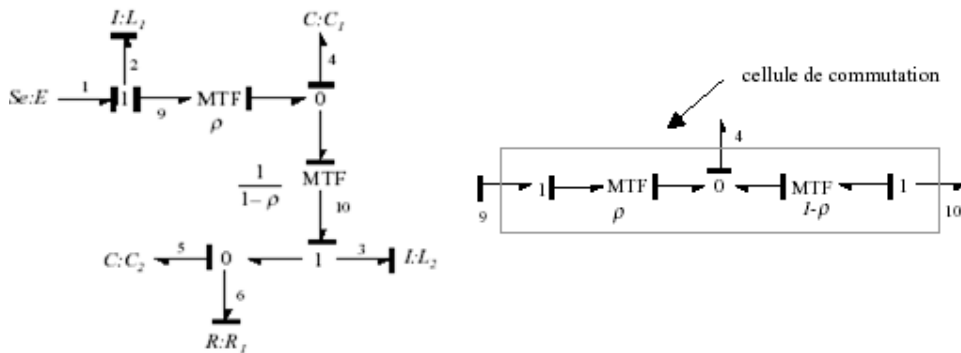 I:L₁
C:C₁
2
4
Se:E
1
1
9
MTF
ρ
0
1
1− ρ
MTF
10
C:C₂
5
0
1
3
I:L₂
6
R:R₁
cellule de commutation
4
9
1
MTF
ρ
0
MTF
1-ρ
1
10